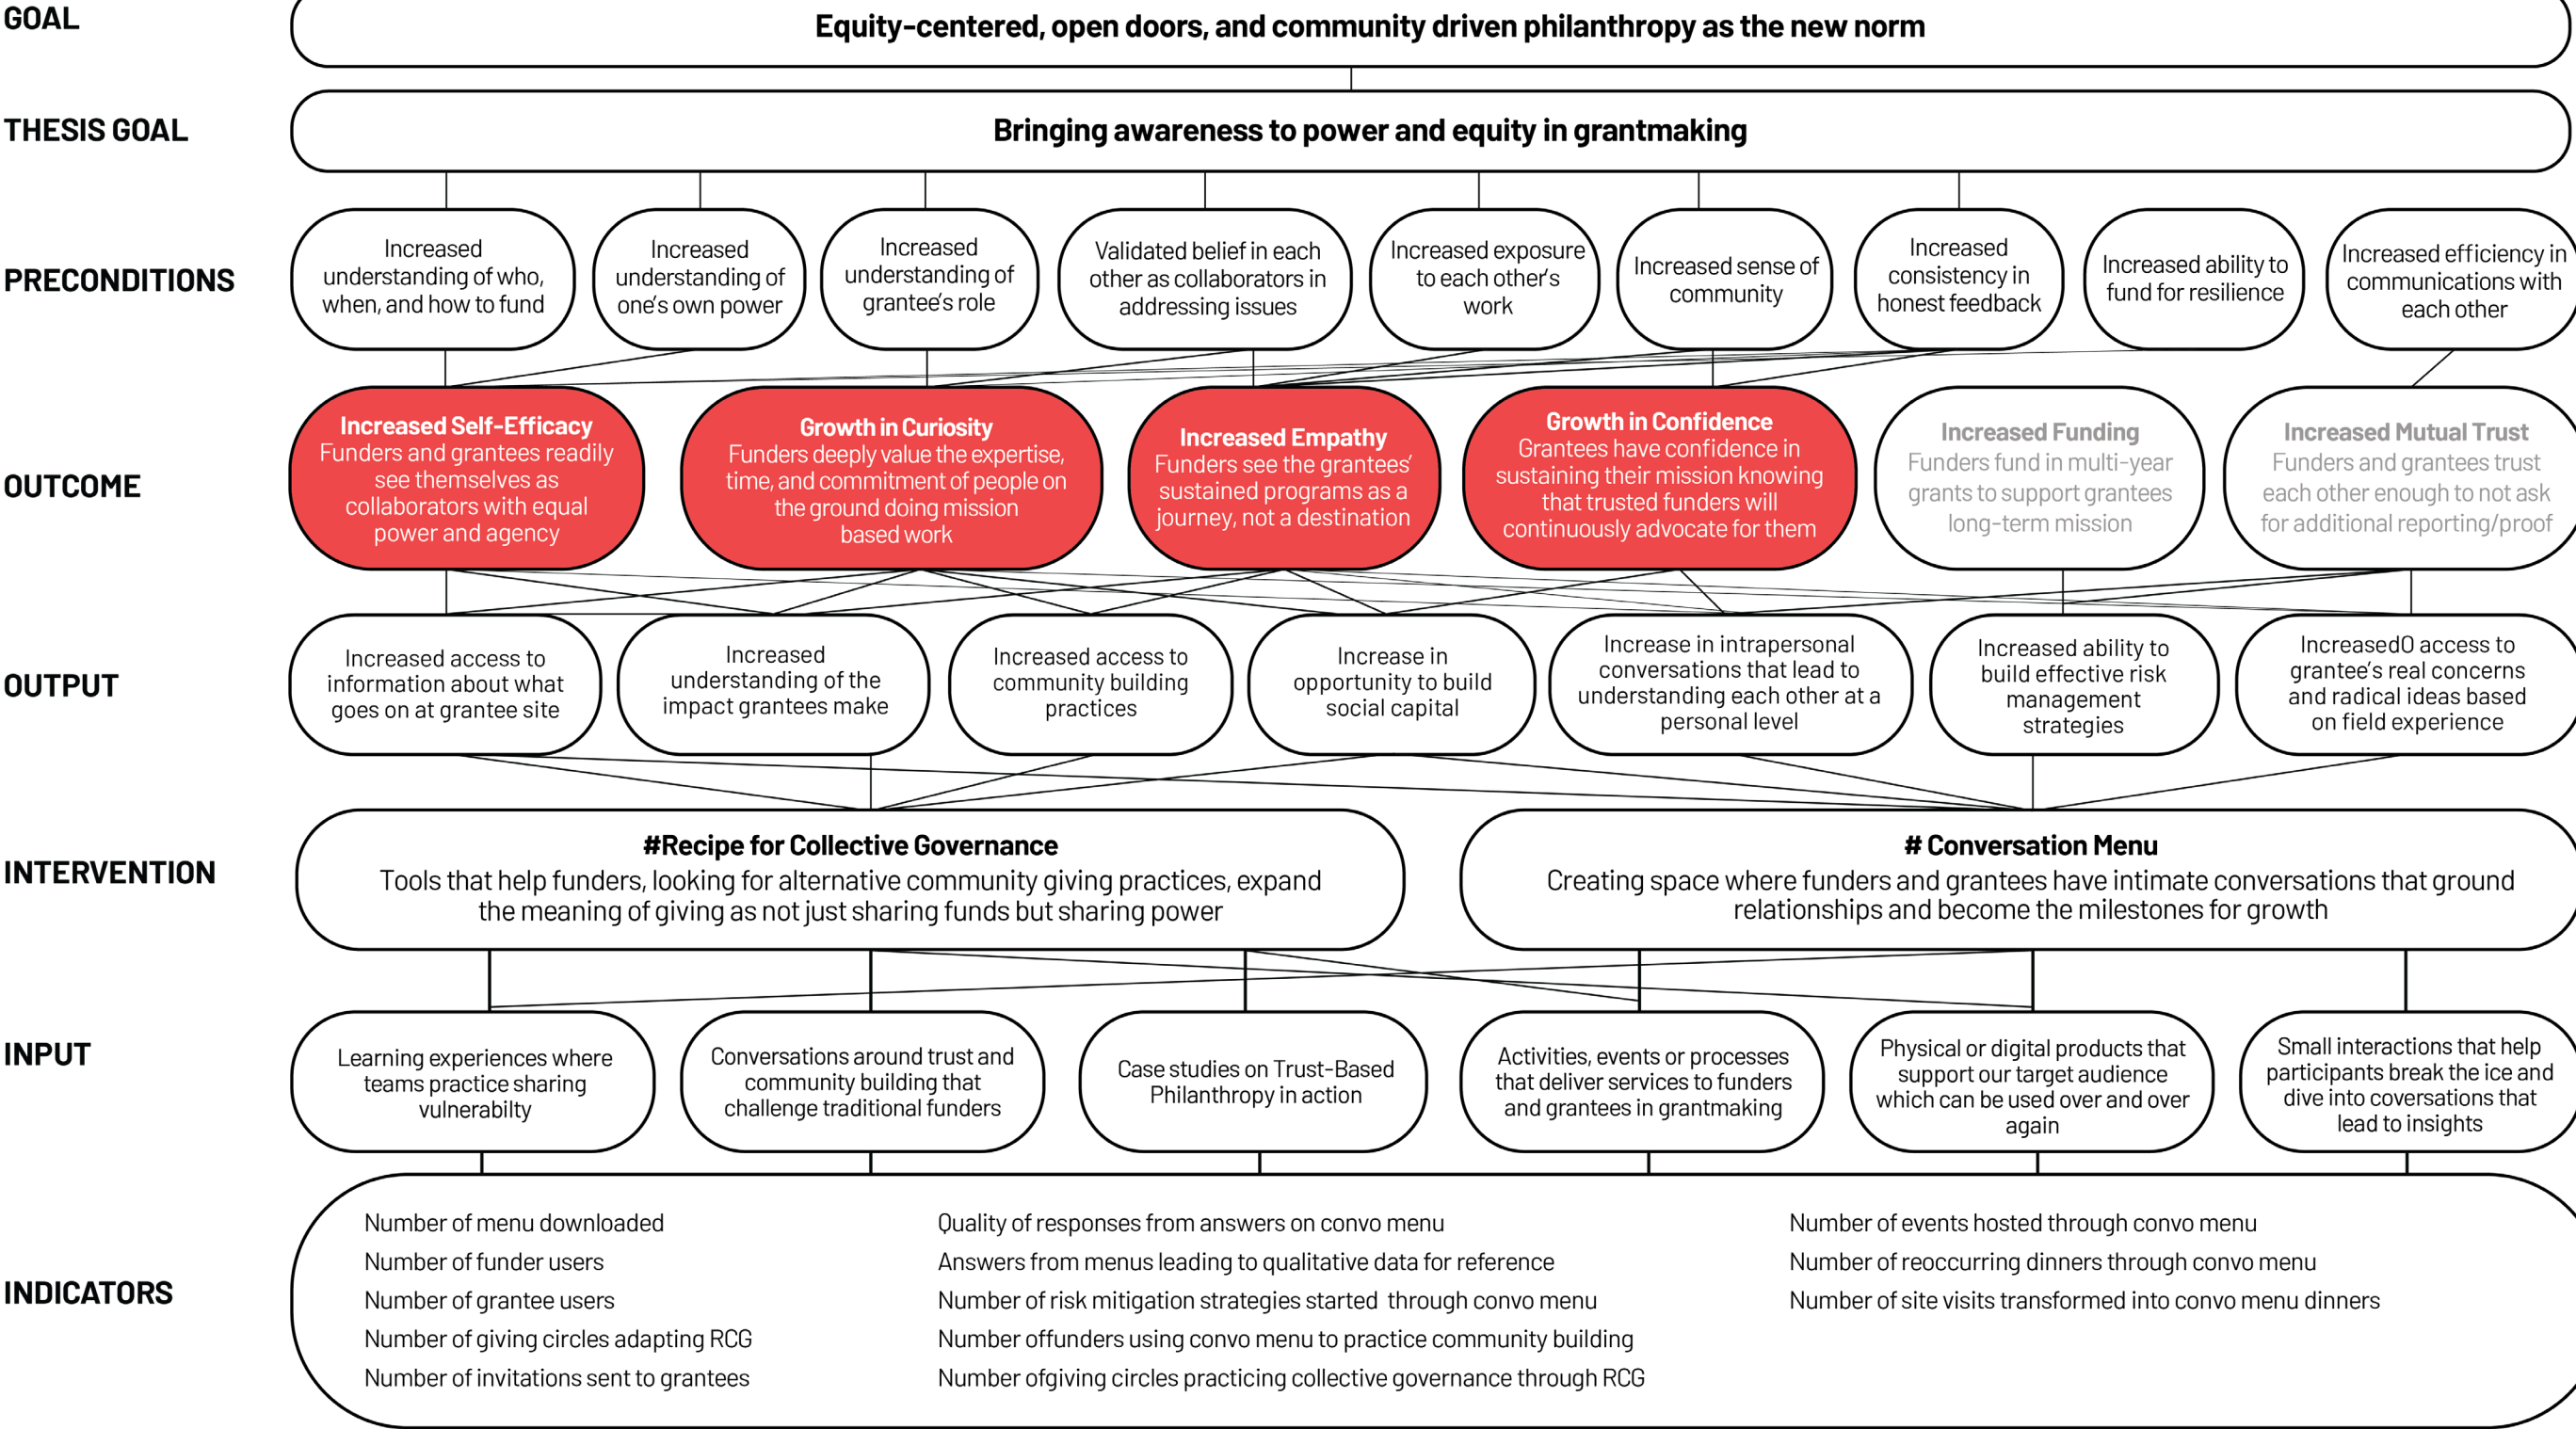 GOAL
Equity-centered, open doors, and community driven philanthropy as the new norm
THESIS GOAL
Bringing awareness to power and equity in grantmaking
PRECONDITIONS
Increased
understanding of who,
when, and how to fund
Increased
understanding of
one's own power
Increased
understanding of
grantee's role
Validated belief in each
other as collaborators in
addressing issues
Increased exposure
to each other's
work
Increased sense of
community
Increased
consistency in
honest feedback
Increased ability to
fund for resilience
Increased efficiency in
communications with
each other
OUTCOME
Increased Self-Efficacy
Funders and grantees readily
see themselves as
collaborators with equal
power and agency
Growth in Curiosity
Funders deeply value the expertise,
time, and commitment of people on
the ground doing mission
based work
Increased Empathy
Funders see the grantees'
sustained programs as a
journey, not a destination
Growth in Confidence
Grantees have confidence in
sustaining their mission knowing
that trusted funders will
continuously advocate for them
Increased Funding
Funders fund in multi-year
grants to support grantees
long-term mission
Increased Mutual Trust
Funders and grantees trust
each other enough to not ask
for additional reporting/proof
OUTPUT
Increased access to
information about what
goes on at grantee site
Increased
understanding of the
impact grantees make
Increased access to
community building
practices
Increase in
opportunity to build
social capital
Increase in intrapersonal
conversations that lead to
understanding each other at a
personal level
Increased ability to
build effective risk
management
strategies
IncreasedO access to
grantee's real concerns
and radical ideas based
on field experience
INTERVENTION
#Recipe for Collective Governance
Tools that help funders, looking for alternative community giving practices, expand
the meaning of giving as not just sharing funds but sharing power
# Conversation Menu
Creating space where funders and grantees have intimate conversations that ground
relationships and become the milestones for growth
INPUT
Learning experiences where
teams practice sharing
vulnerabilty
Conversations around trust and
community building that
challenge traditional funders
Case studies on Trust-Based
Philanthropy in action
Activities, events or processes
that deliver services to funders
and grantees in grantmaking
Physical or digital products that
support our target audience
which can be used over and over
again
Small interactions that help
participants break the ice and
dive into coversations that
lead to insights
INDICATORS
Number of menu downloaded
Number of funder users
Number of grantee users
Number of giving circles adapting RCG
Number of invitations sent to grantees
Quality of responses from answers on convo menu
Answers from menus leading to qualitative data for reference
Number of risk mitigation strategies started through convo menu
Number offunders using convo menu to practice community building
Number ofgiving circles practicing collective governance through RCG
Number of events hosted through convo menu
Number of reoccurring dinners through convo menu
Number of site visits transformed into convo menu dinners